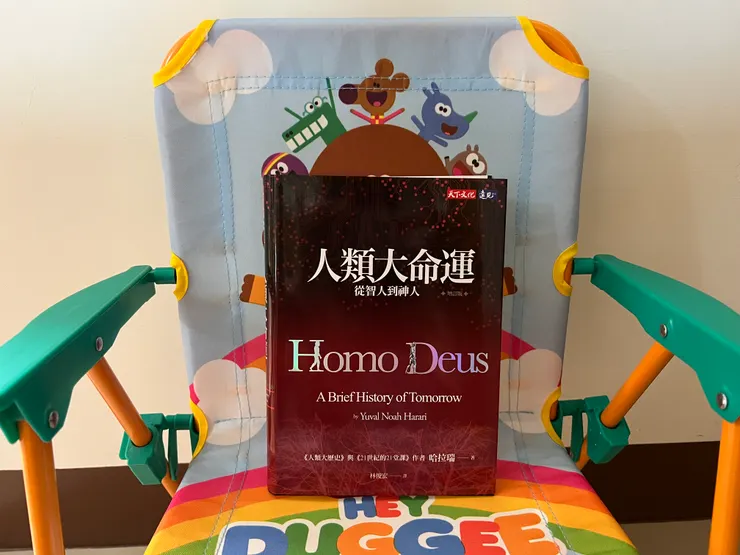 天下文化 遠見
人類大命運
從智人到神人
增訂版
Homo Deus
A Brief History of Tomorrow
by Yuval Noah Harari
《人類大歷史》與《21世紀的21堂課》作者 哈拉瑞——著
林俊宏——譯
HEY
DUGGEE